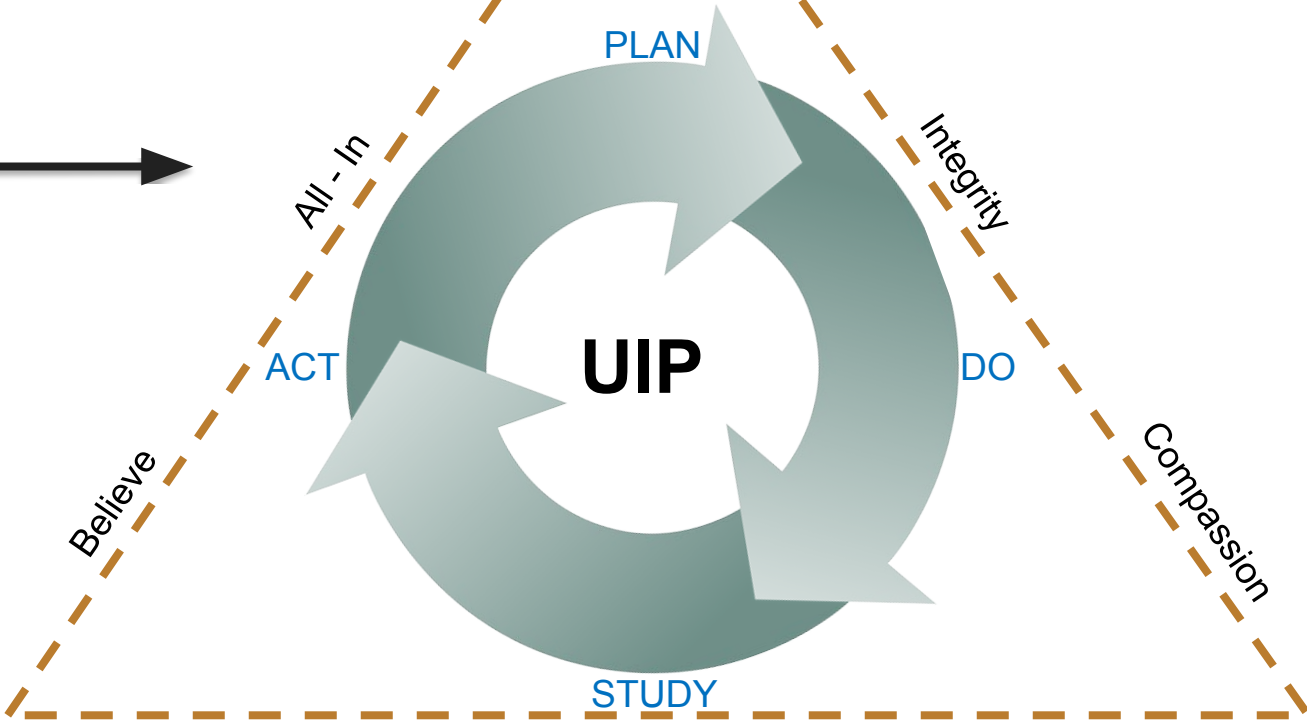 PLAN
All - In
Integrity
UIP
ACT
DO
Believe
Compassion
STUDY